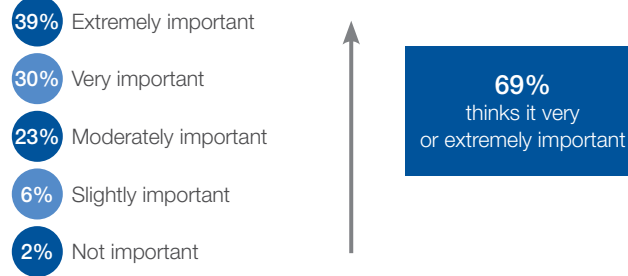 39% Extremely important
30% Very important
23% Moderately important
6% Slightly important
2% Not important
69%
thinks it very
or extremely important